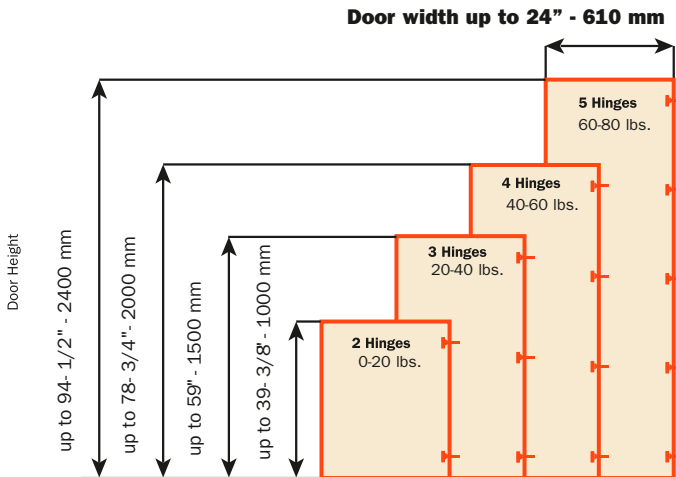 Door width up to 24” - 610 mm
5 Hinges
60-80 lbs.
4 Hinges
40-60 lbs.
3 Hinges
20-40 lbs.
2 Hinges
0-20 lbs.
Door Height
up to 94- 1/2" - 2400 mm
up to 78- 3/4"- 2000 mm
up to 59" - 1500 mm
up to 39- 3/8"- 1000 mm